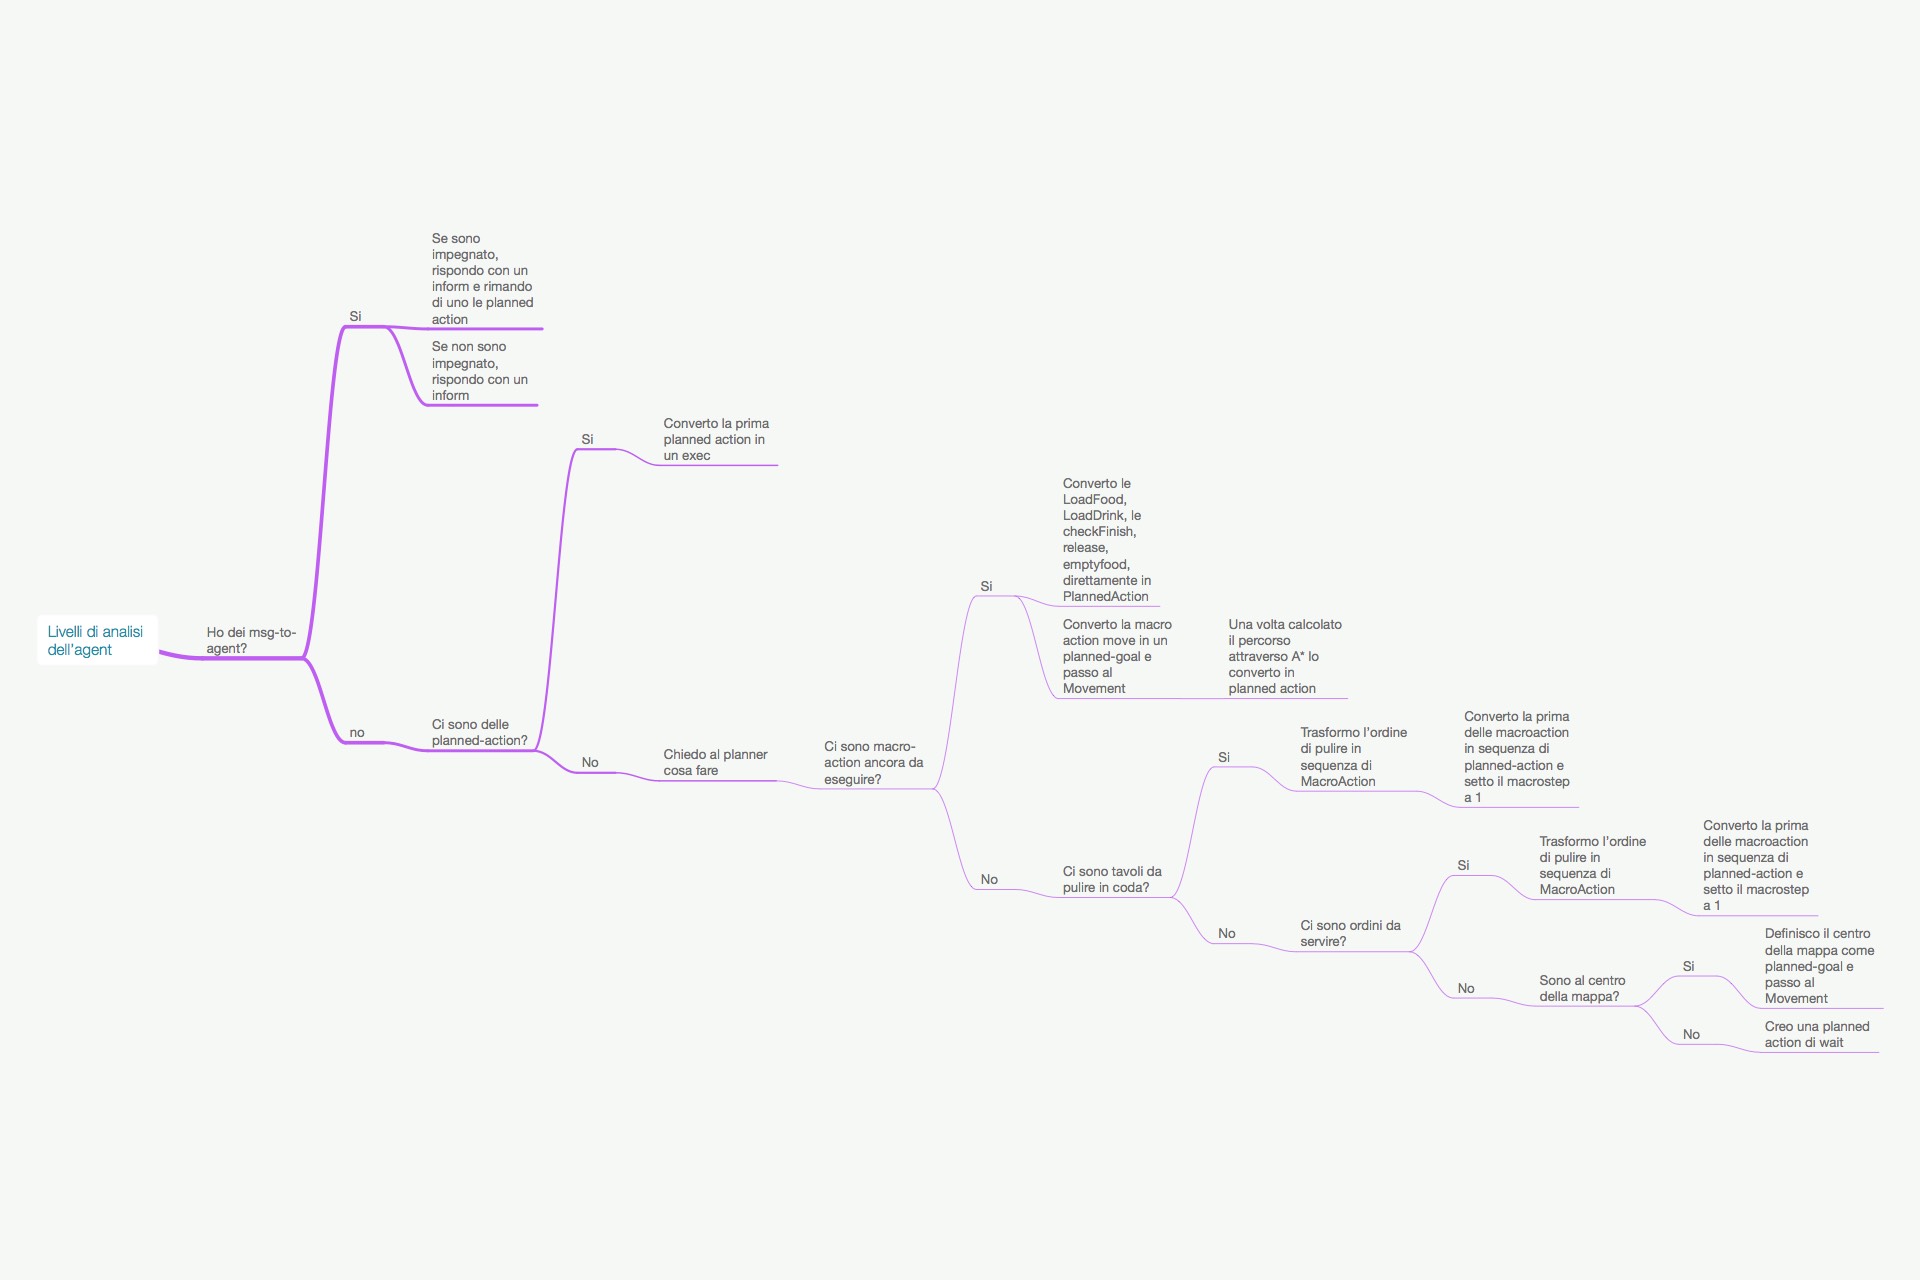 Livelli di analisi
dell'agent
Ho dei msg-to-
agent?
Si
Se sono
impegnato,
rispondo con un
inform e rimando
di uno le planned
action
Se non sono
impegnato,
rispondo con un
inform
no
Ci sono delle
planned-action?
Si
Converto la prima
planned action in
un exec
No
Chiedo al planner
cosa fare
Ci sono macro-
action ancora da
eseguire?
Si
Converto le
LoadFood,
LoadDrink, le
checkFinish,
release,
emptyfood,
direttamente in
PlannedAction
Converto la macro
action move in un
planned-goal e
passo al
Movement
Una volta calcolato
il percorso
attraverso A* lo
converto in
planned action
No
Ci sono tavoli da
pulire in coda?
Si
Trasformo l'ordine
di pulire in
sequenza di
MacroAction
Converto la prima
delle macroaction
in sequenza di
planned-action e
setto il macrostep
a 1
No
Ci sono ordini da
servire?
Si
Trasformo l'ordine
di pulire in
sequenza di
MacroAction
Converto la prima
delle macroaction
in sequenza di
planned-action e
setto il macrostep
a 1
No
Sono al centro
della mappa?
Si
Definisco il centro
della mappa come
planned-goal e
passo al
Movement
No
Creo una planned
action di wait